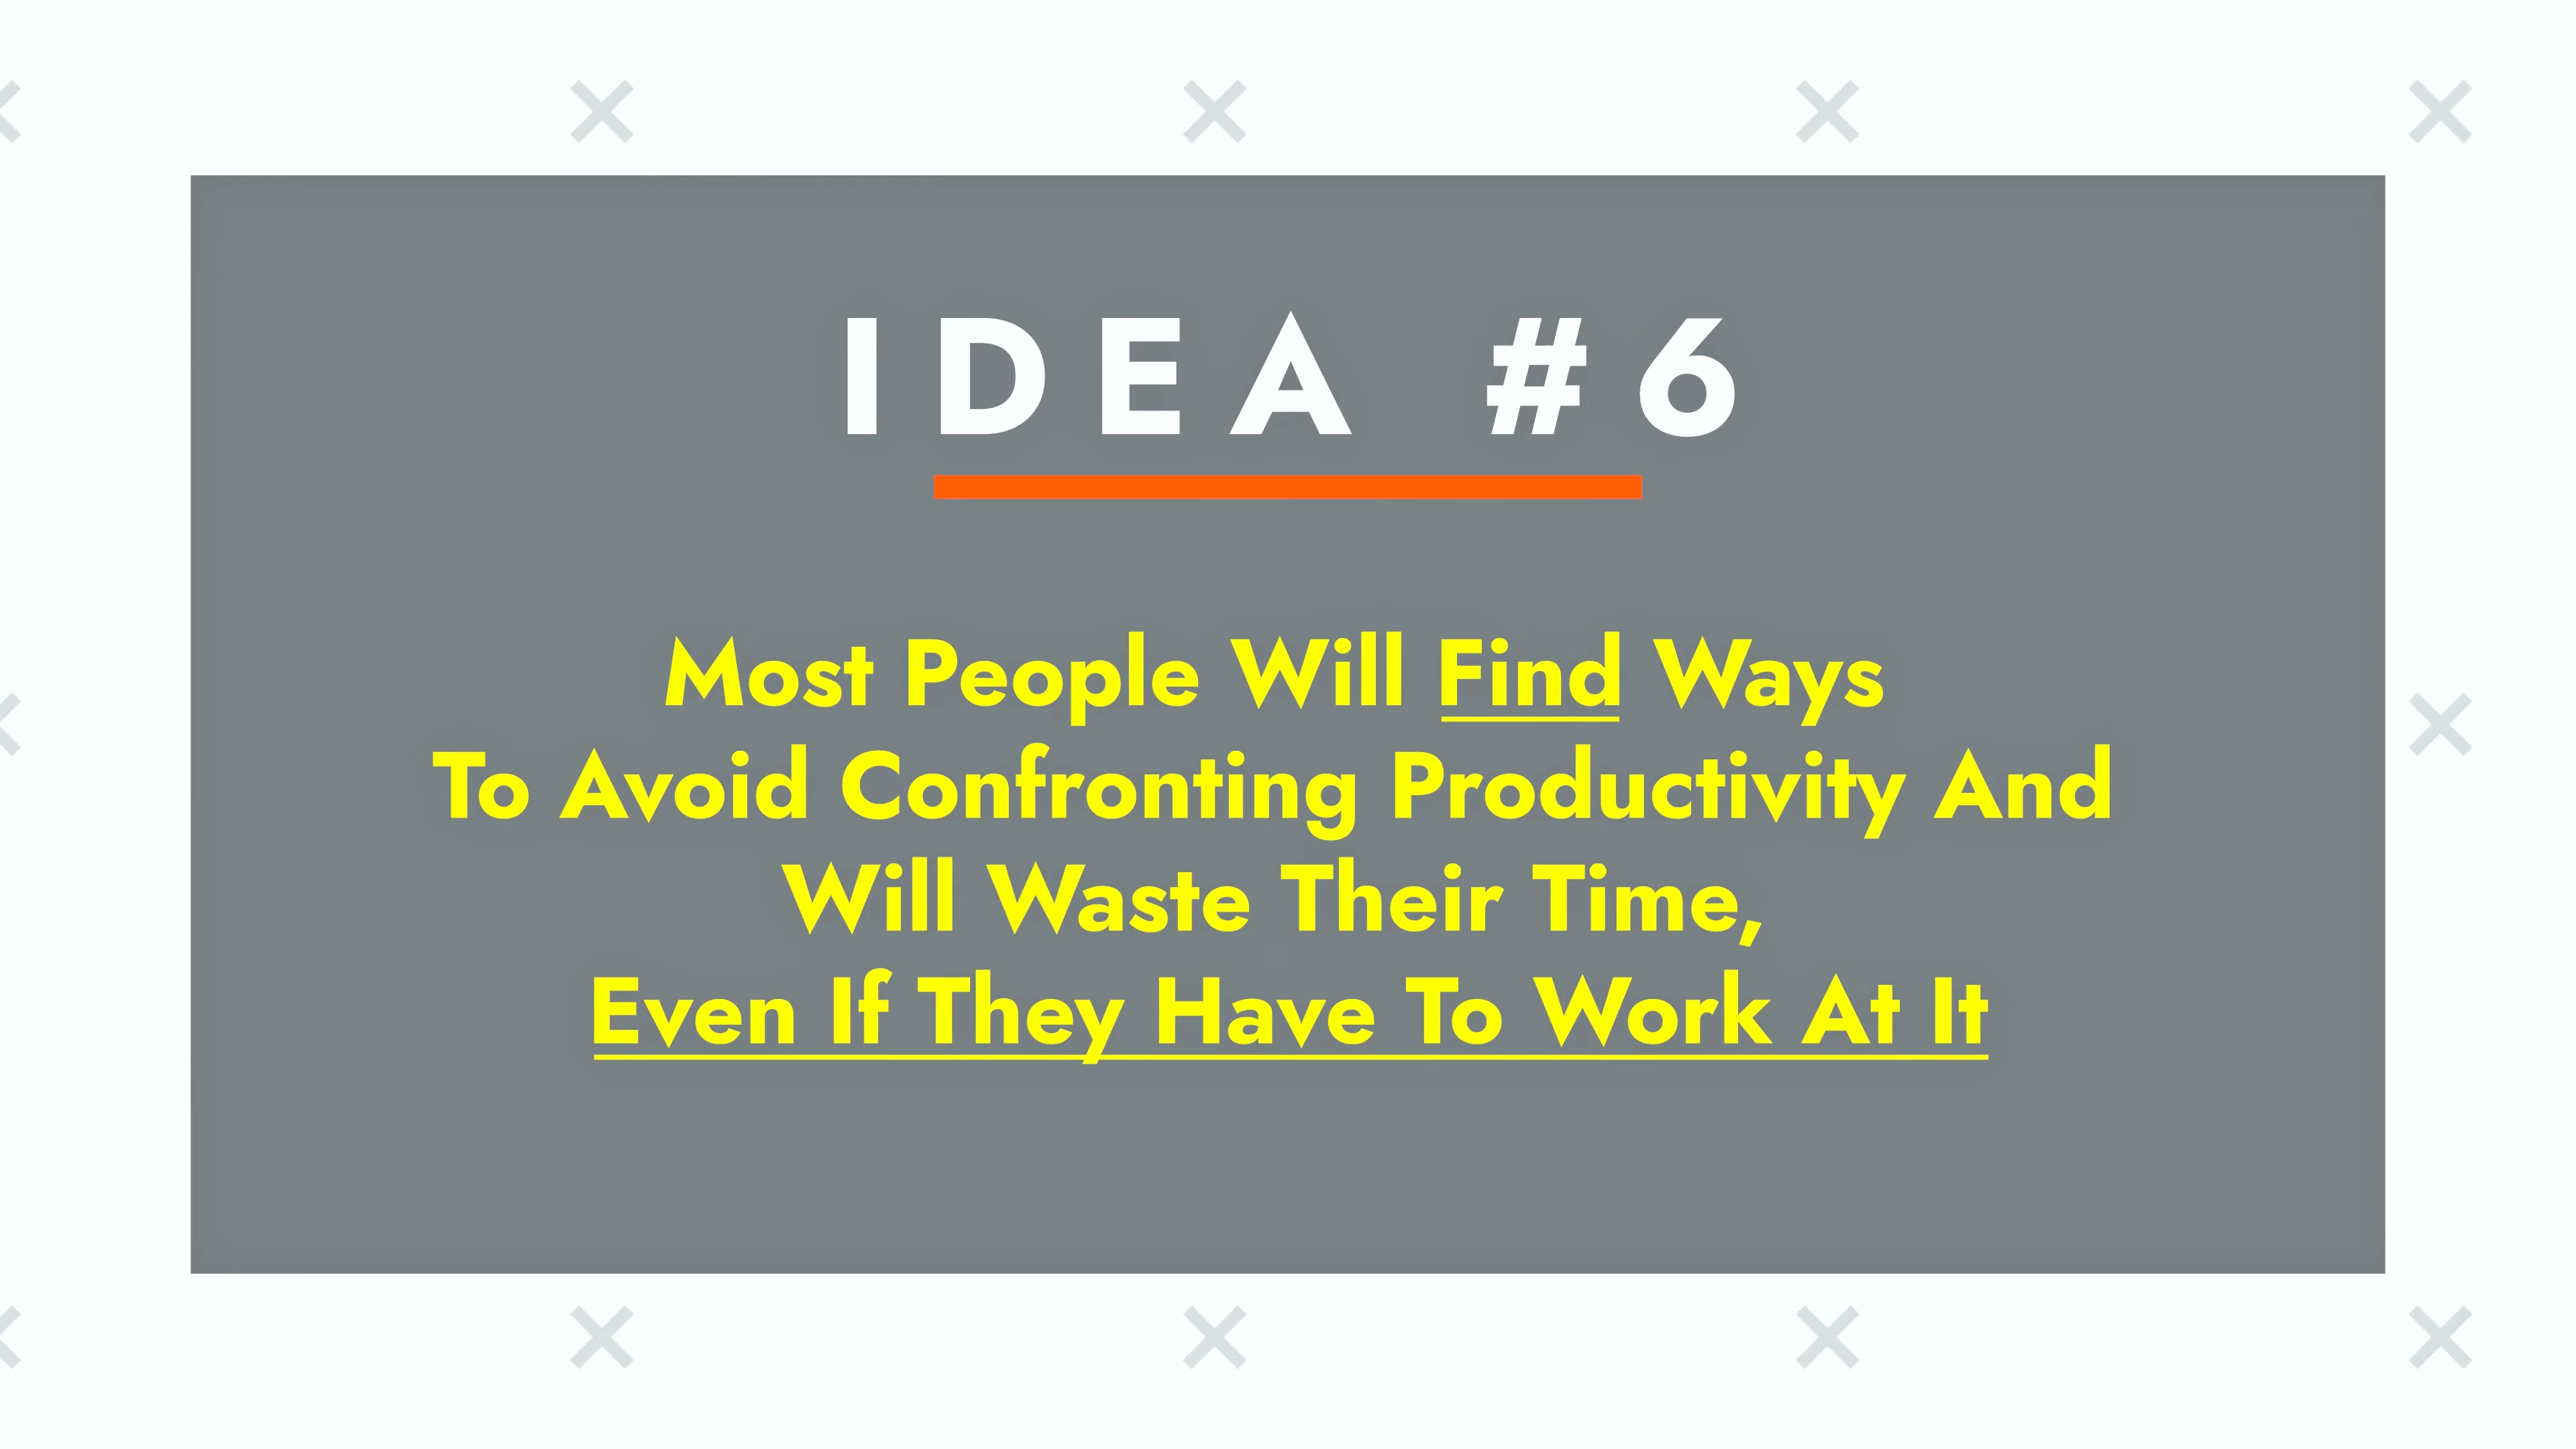 IDEA #6
Most People Will Find Ways
To Avoid Confronting Productivity And
Will Waste Their Time,
Even If They Have To Work At It